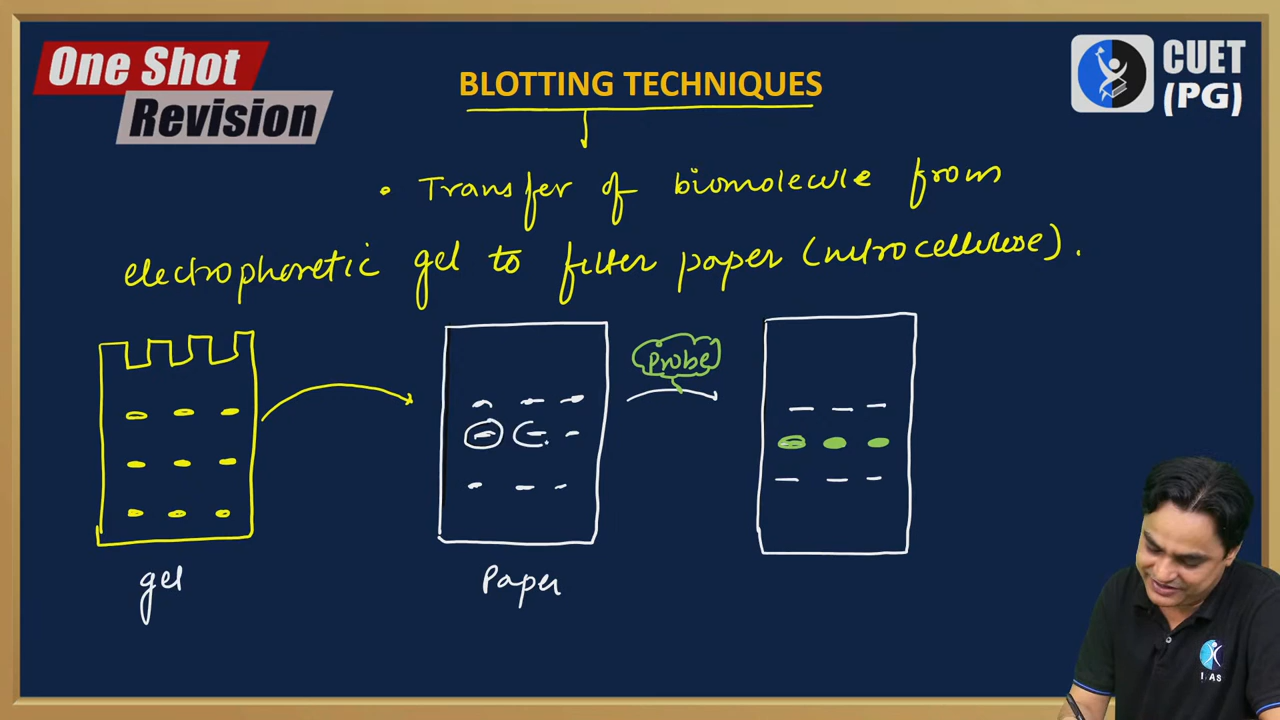 One Shot
Revision
BLOTTING TECHNIQUES
CUET
(PG)
• Transfer of biomolecule from
electrophoretic gel to filter paper (nitrocellulose).
Probe
gel
Paper